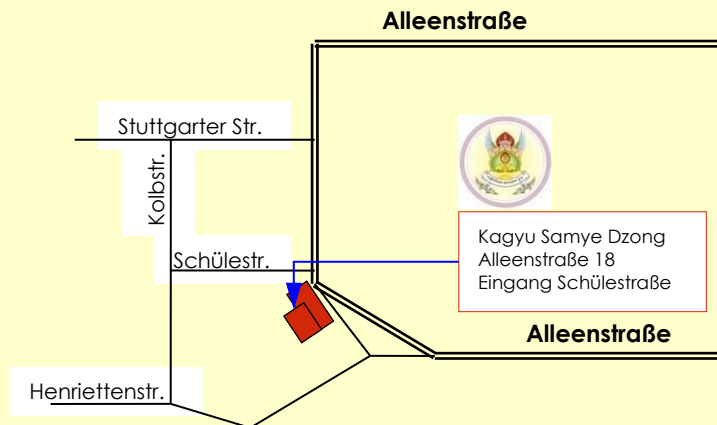 Alleenstraße
Stuttgarter Str.
Kolbstr.
Schülestr.
Kagyu Samye Dzong
Alleenstraße 18
Eingang Schülestraße
Alleenstraße
Henriettenstr.